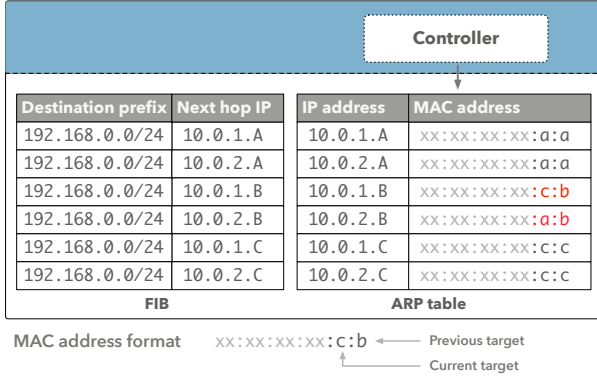 Controller
Destination prefix Next hop IP IP address MAC address
192.168.0.0/24 10.0.1.A 10.0.1.A xx:xx:xx:xx:a:a
192.168.0.0/24 10.0.2.A 10.0.2.A xx:xx:xx:xx:a:a
192.168.0.0/24 10.0.1.B 10.0.1.B xx:xx:xx:xx:c:b
192.168.0.0/24 10.0.2.B 10.0.2.B xx:xx:xx:xx:a:b
192.168.0.0/24 10.0.1.C 10.0.1.C xx:xx:xx:xx:c:c
192.168.0.0/24 10.0.2.C 10.0.2.C xx:xx:xx:xx:c:c
FIB ARP table
MAC address format xx:xx:xx:xx:c:b Previous target
Current target